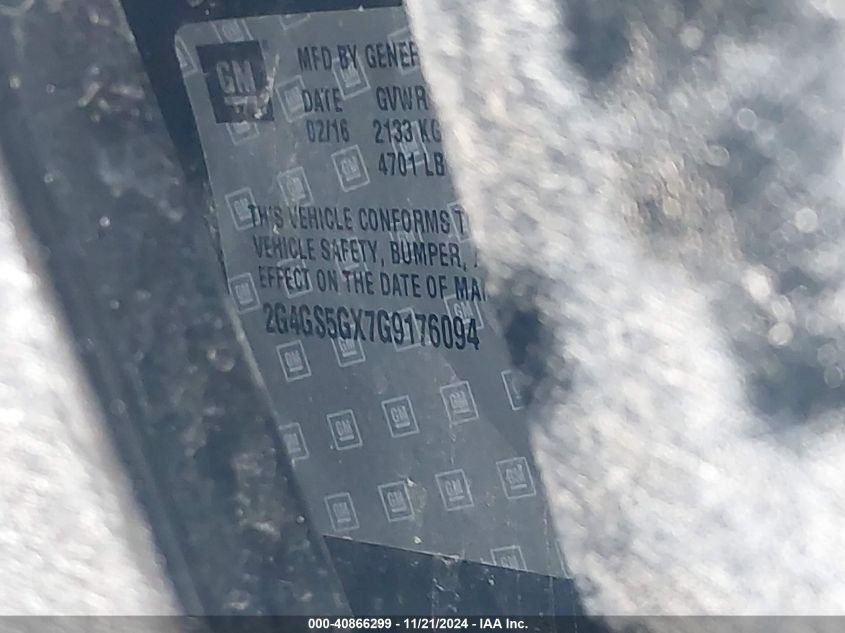 GM
MFD BY GENER
DATE GVWR
02/16 2133 KG
4701 LB
THIS VEHICLE CONFORMS T
VEHICLE SAFETY, BUMPER,
EFFECT ON THE DATE OF MA
2G4GS5GX7G9176094
000-40866299 - 11/21/2024 - IAA Inc.